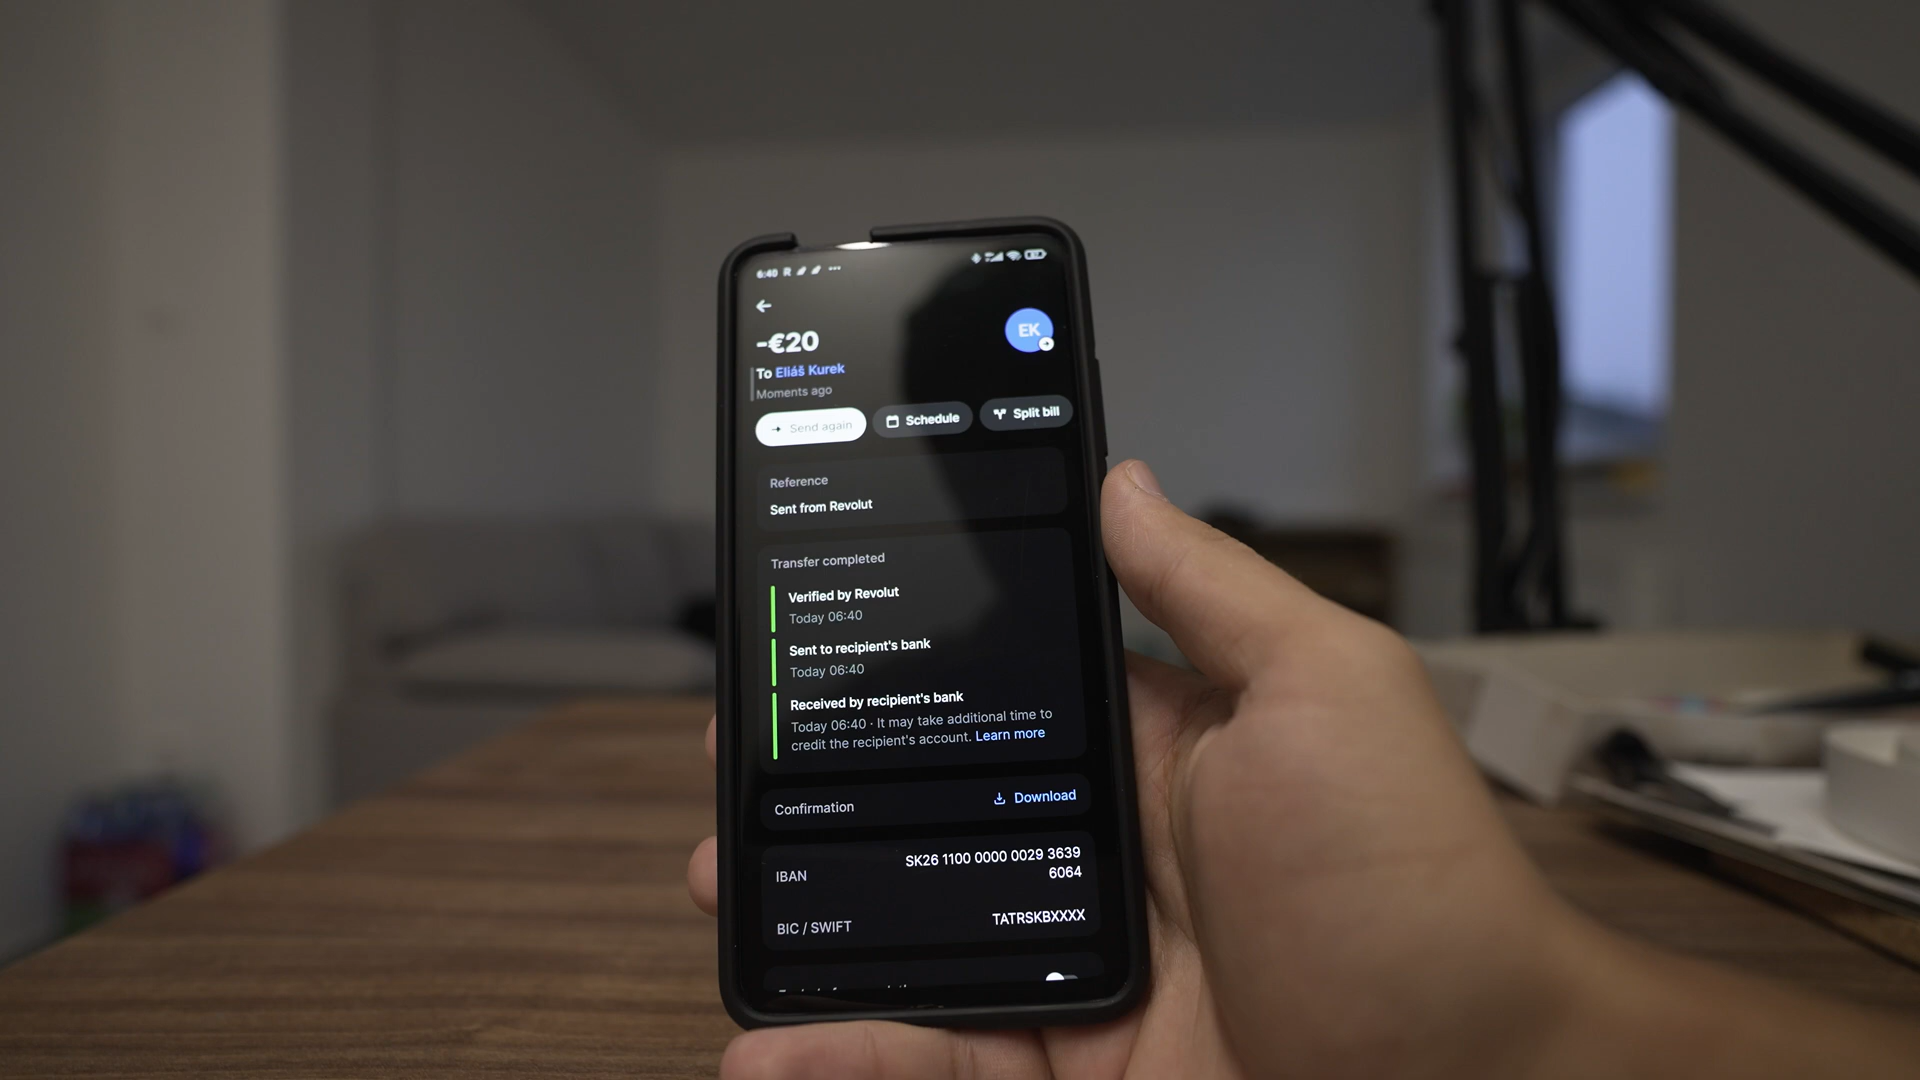 6:40 R
-€20
EK
To Eliáš Kurek
Moments ago
Send again
Schedule
Split bill
Reference
Sent from Revolut
Transfer completed
Verified by Revolut
Today 06:40
Sent to recipient's bank
Today 06:40
Received by recipient's bank
Today 06:40 · It may take additional time to
credit the recipient's account. Learn more
Confirmation
Download
IBAN
SK26 1100 0000 0029 3639
6064
BIC / SWIFT
TATRSKBXXXX